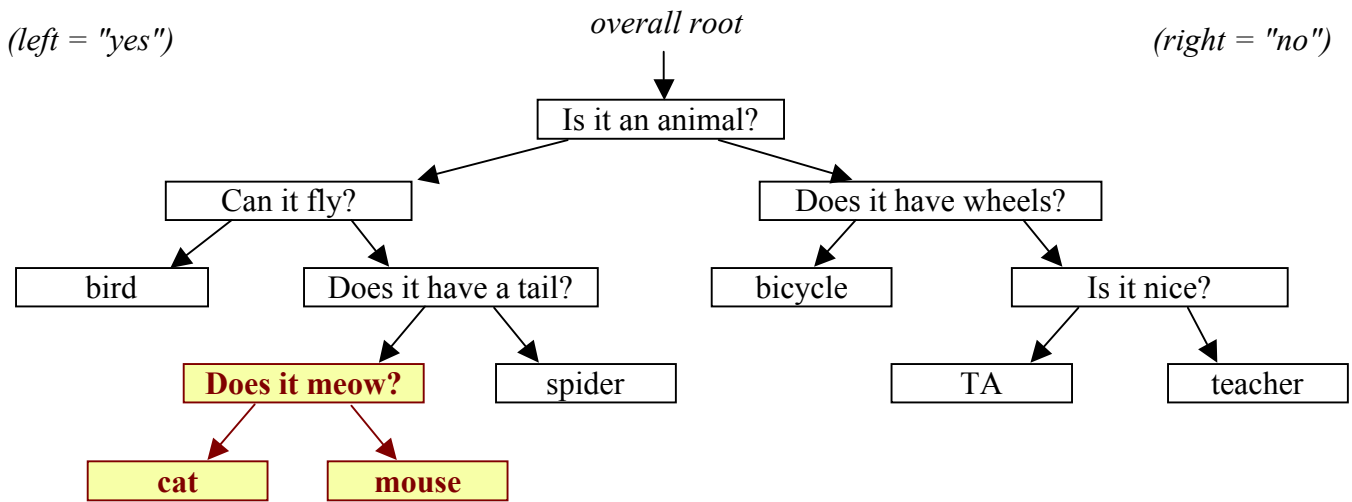 overall root
(left = "yes")
(right = "no")
Is it an animal?
Can it fly?
Does it have wheels?
bird
Does it have a tail?
bicycle
Is it nice?
Does it meow?
spider
TA
teacher
cat
mouse